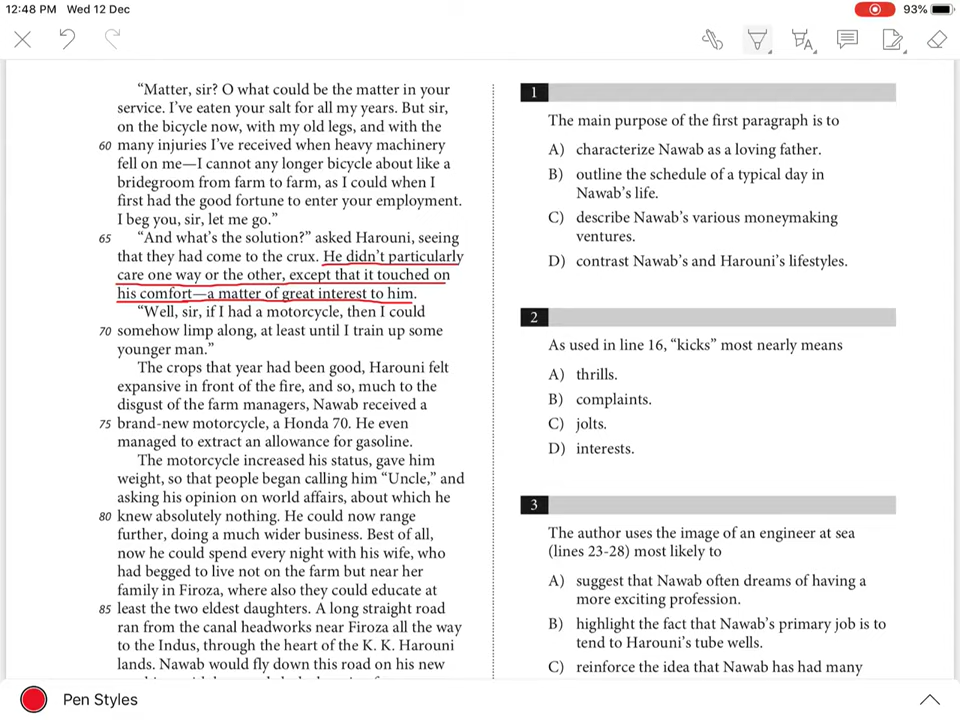 12:48 PM Wed 12 Dec
93%
“Matter, sir? O what could be the matter in your
service. I’ve eaten your salt for all my years. But sir,
on the bicycle now, with my old legs, and with the
60 many injuries I’ve received when heavy machinery
fell on me—I cannot any longer bicycle about like a
bridegroom from farm to farm, as I could when I
first had the good fortune to enter your employment.
I beg you, sir, let me go.”
65 “And what’s the solution?” asked Harouni, seeing
that they had come to the crux. He didn’t particularly
care one way or the other, except that it touched on
his comfort—a matter of great interest to him.
“Well, sir, if I had a motorcycle, then I could
70 somehow limp along, at least until I train up some
younger man.”
The crops that year had been good, Harouni felt
expansive in front of the fire, and so, much to the
disgust of the farm managers, Nawab received a
75 brand-new motorcycle, a Honda 70. He even
managed to extract an allowance for gasoline.
The motorcycle increased his status, gave him
weight, so that people began calling him “Uncle,” and
asking his opinion on world affairs, about which he
80 knew absolutely nothing. He could now range
further, doing a much wider business. Best of all,
now he could spend every night with his wife, who
had begged to live not on the farm but near her
family in Firoza, where also they could educate at
85 least the two eldest daughters. A long straight road
ran from the canal headworks near Firoza all the way
to the Indus, through the heart of the K. K. Harouni
lands. Nawab would fly down this road on his new
1
The main purpose of the first paragraph is to
A) characterize Nawab as a loving father.
B) outline the schedule of a typical day in
Nawab’s life.
C) describe Nawab’s various moneymaking
ventures.
D) contrast Nawab’s and Harouni’s lifestyles.
2
As used in line 16, “kicks” most nearly means
A) thrills.
B) complaints.
C) jolts.
D) interests.
3
The author uses the image of an engineer at sea
(lines 23-28) most likely to
A) suggest that Nawab often dreams of having a
more exciting profession.
B) highlight the fact that Nawab’s primary job is to
tend to Harouni’s tube wells.
C) reinforce the idea that Nawab has had many
Pen Styles